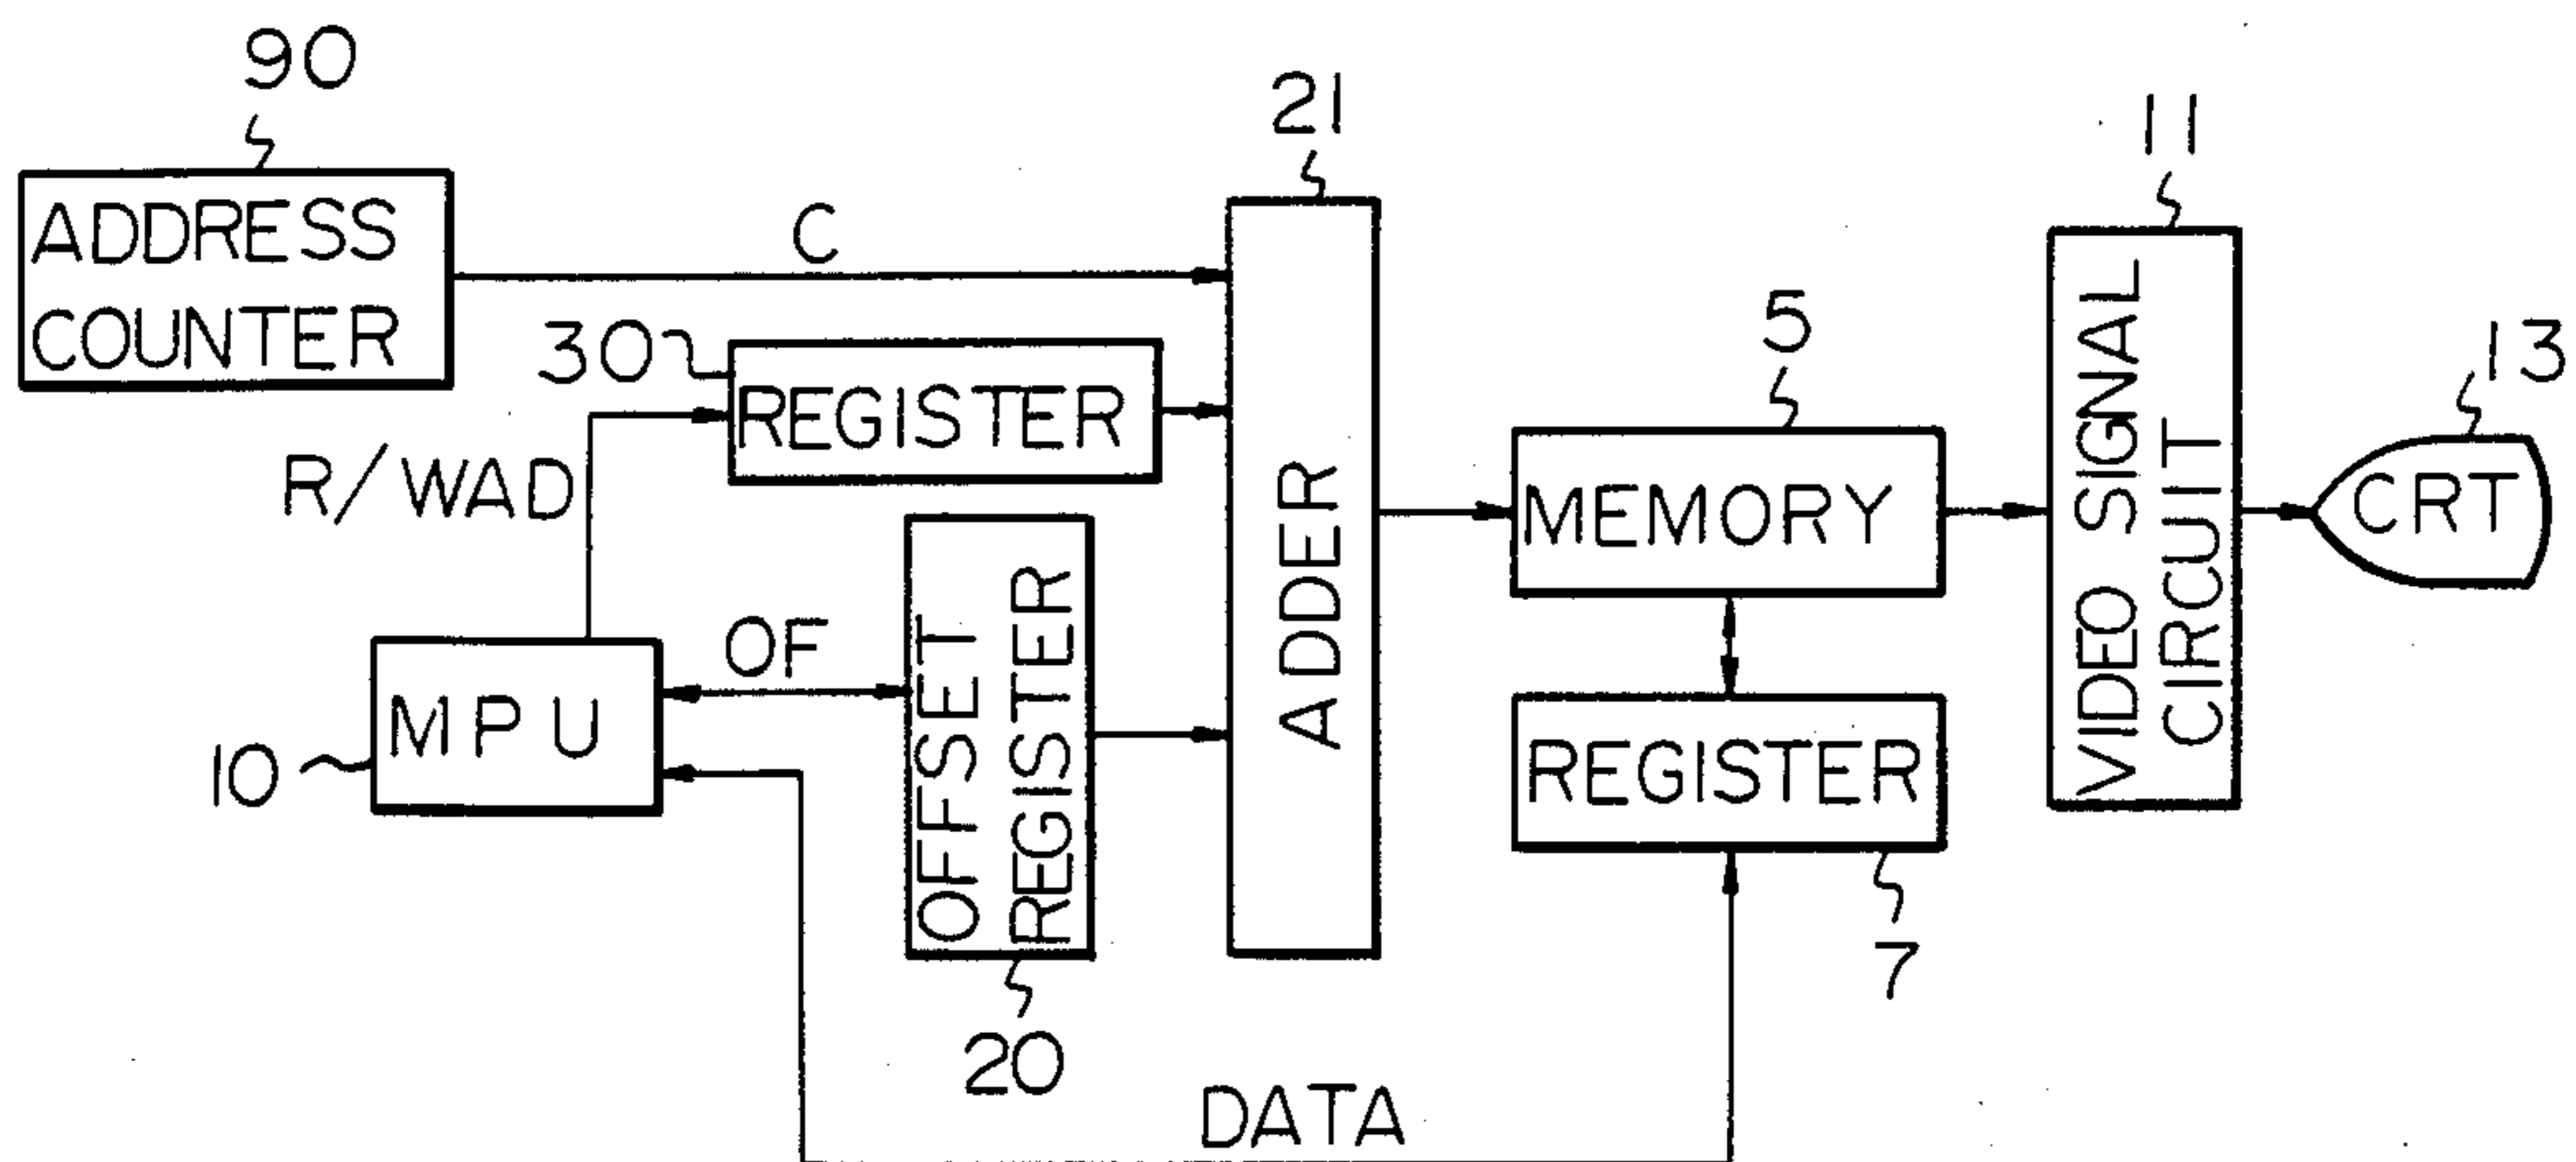 90
ADDRESS
COUNTER
C
30
REGISTER
R/WAD
21
ADDER
MPU
10
OF
OFFSET
REGISTER
20
5
MEMORY
REGISTER
7
DATA
11
VIDEO SIGNAL
CIRCUIT
13
CRT